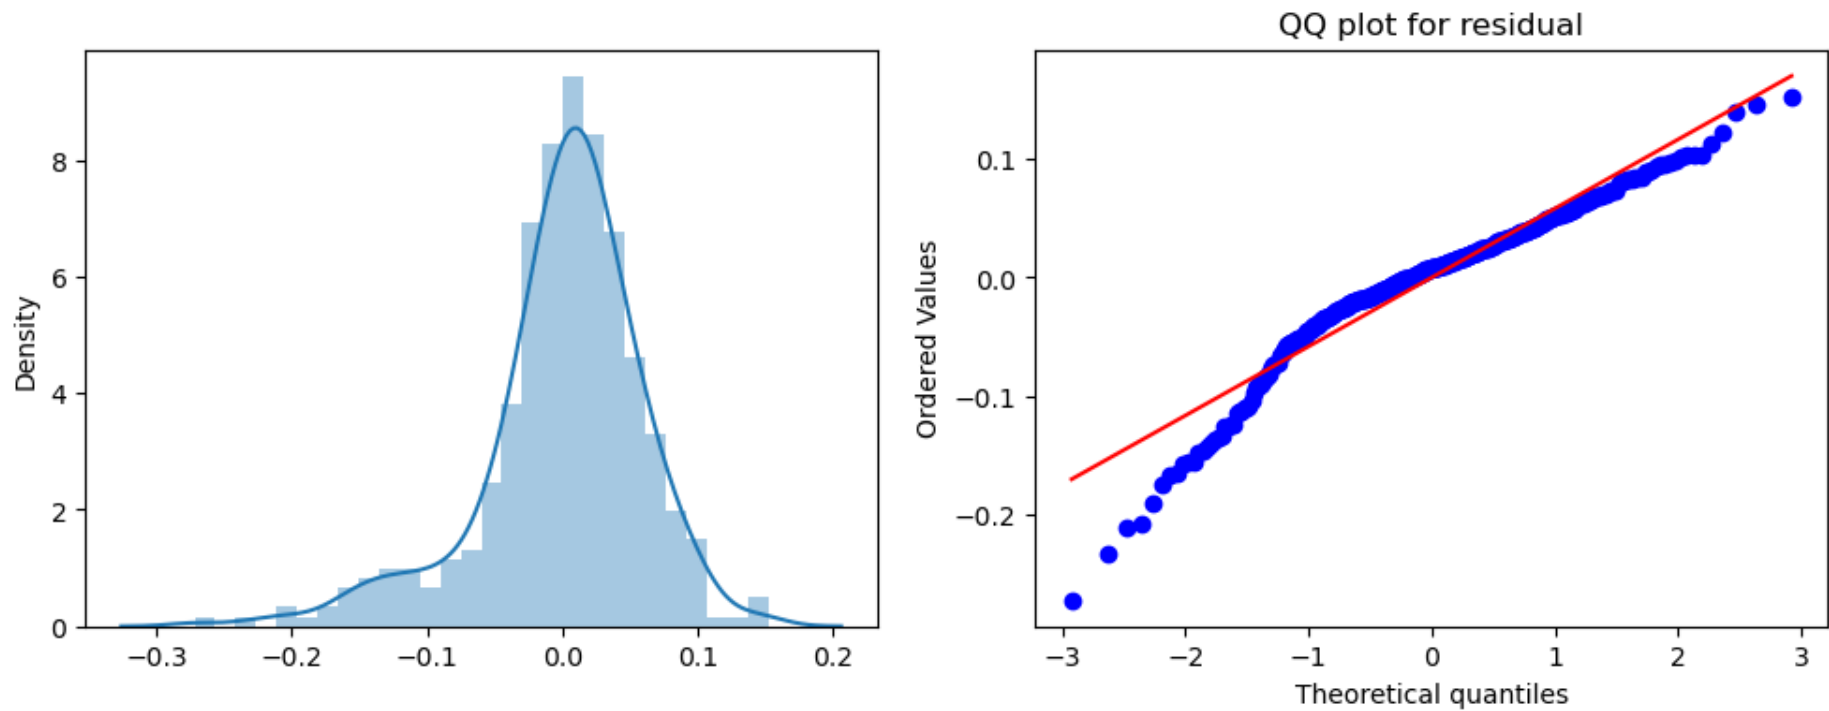 Density
8
6
4
2
0
−0.3 −0.2 −0.1 0.0 0.1 0.2
QQ plot for residual
Ordered Values
0.1
0.0
−0.1
−0.2
−3 −2 −1 0 1 2 3
Theoretical quantiles